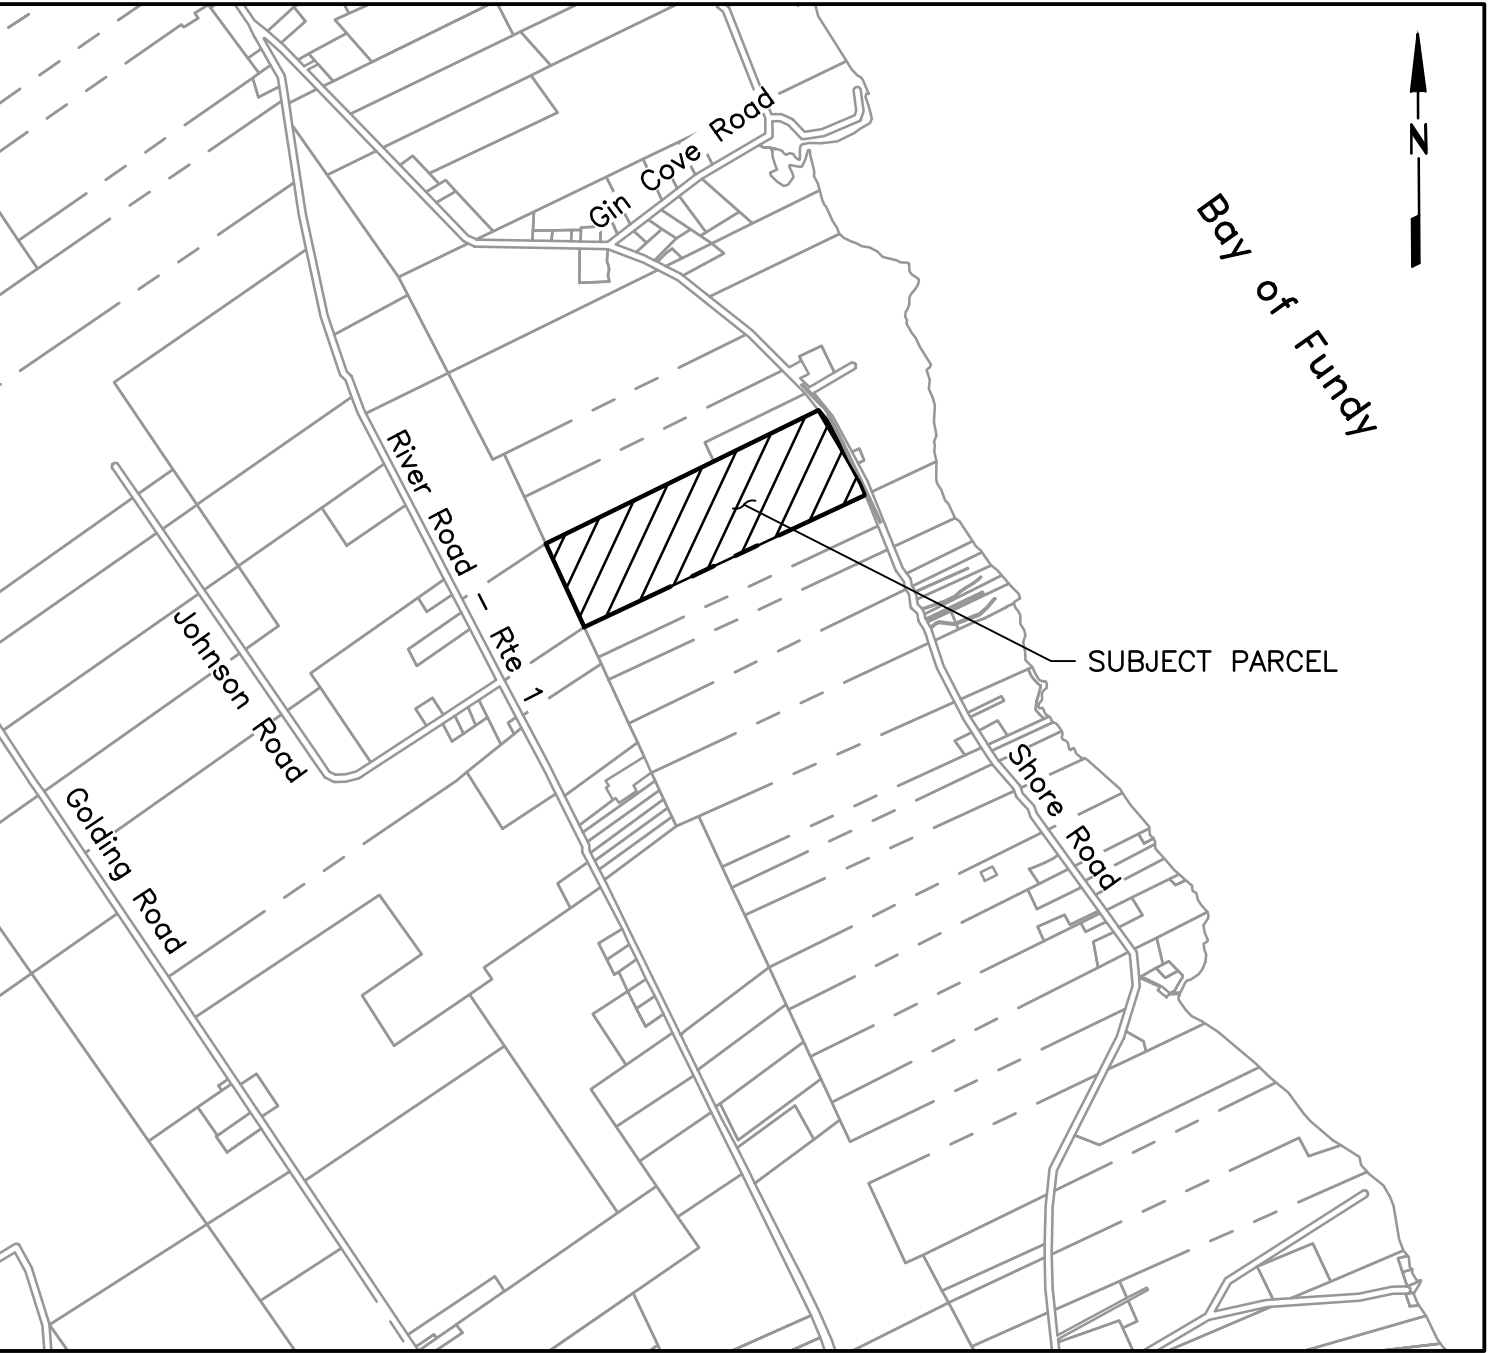 N
Gin Cove Road
Bay of Fundy
River Road – Rte 1
Johnson Road
SUBJECT PARCEL
Shore Road
Golding Road